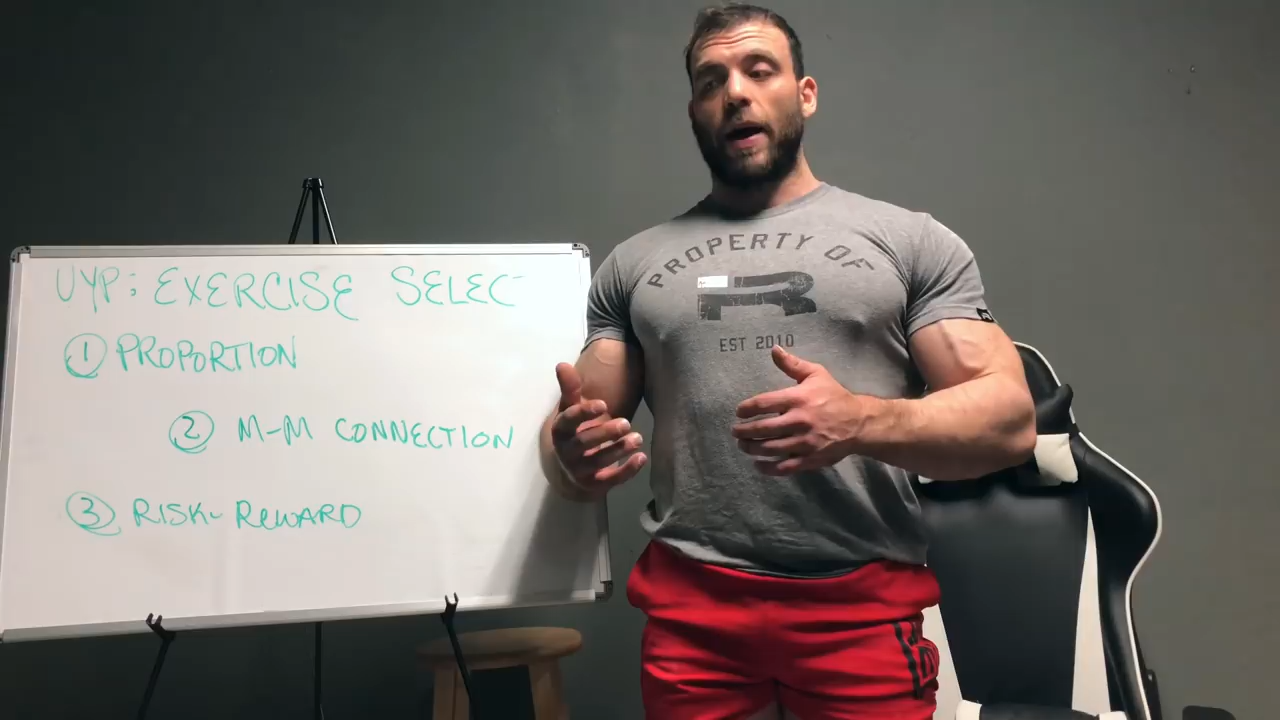 UYP: EXERCISE SELEC
① PROPORTION
② M-M CONNECTION
③ RISK-REWARD
PROPERTY OF
R
EST 2010